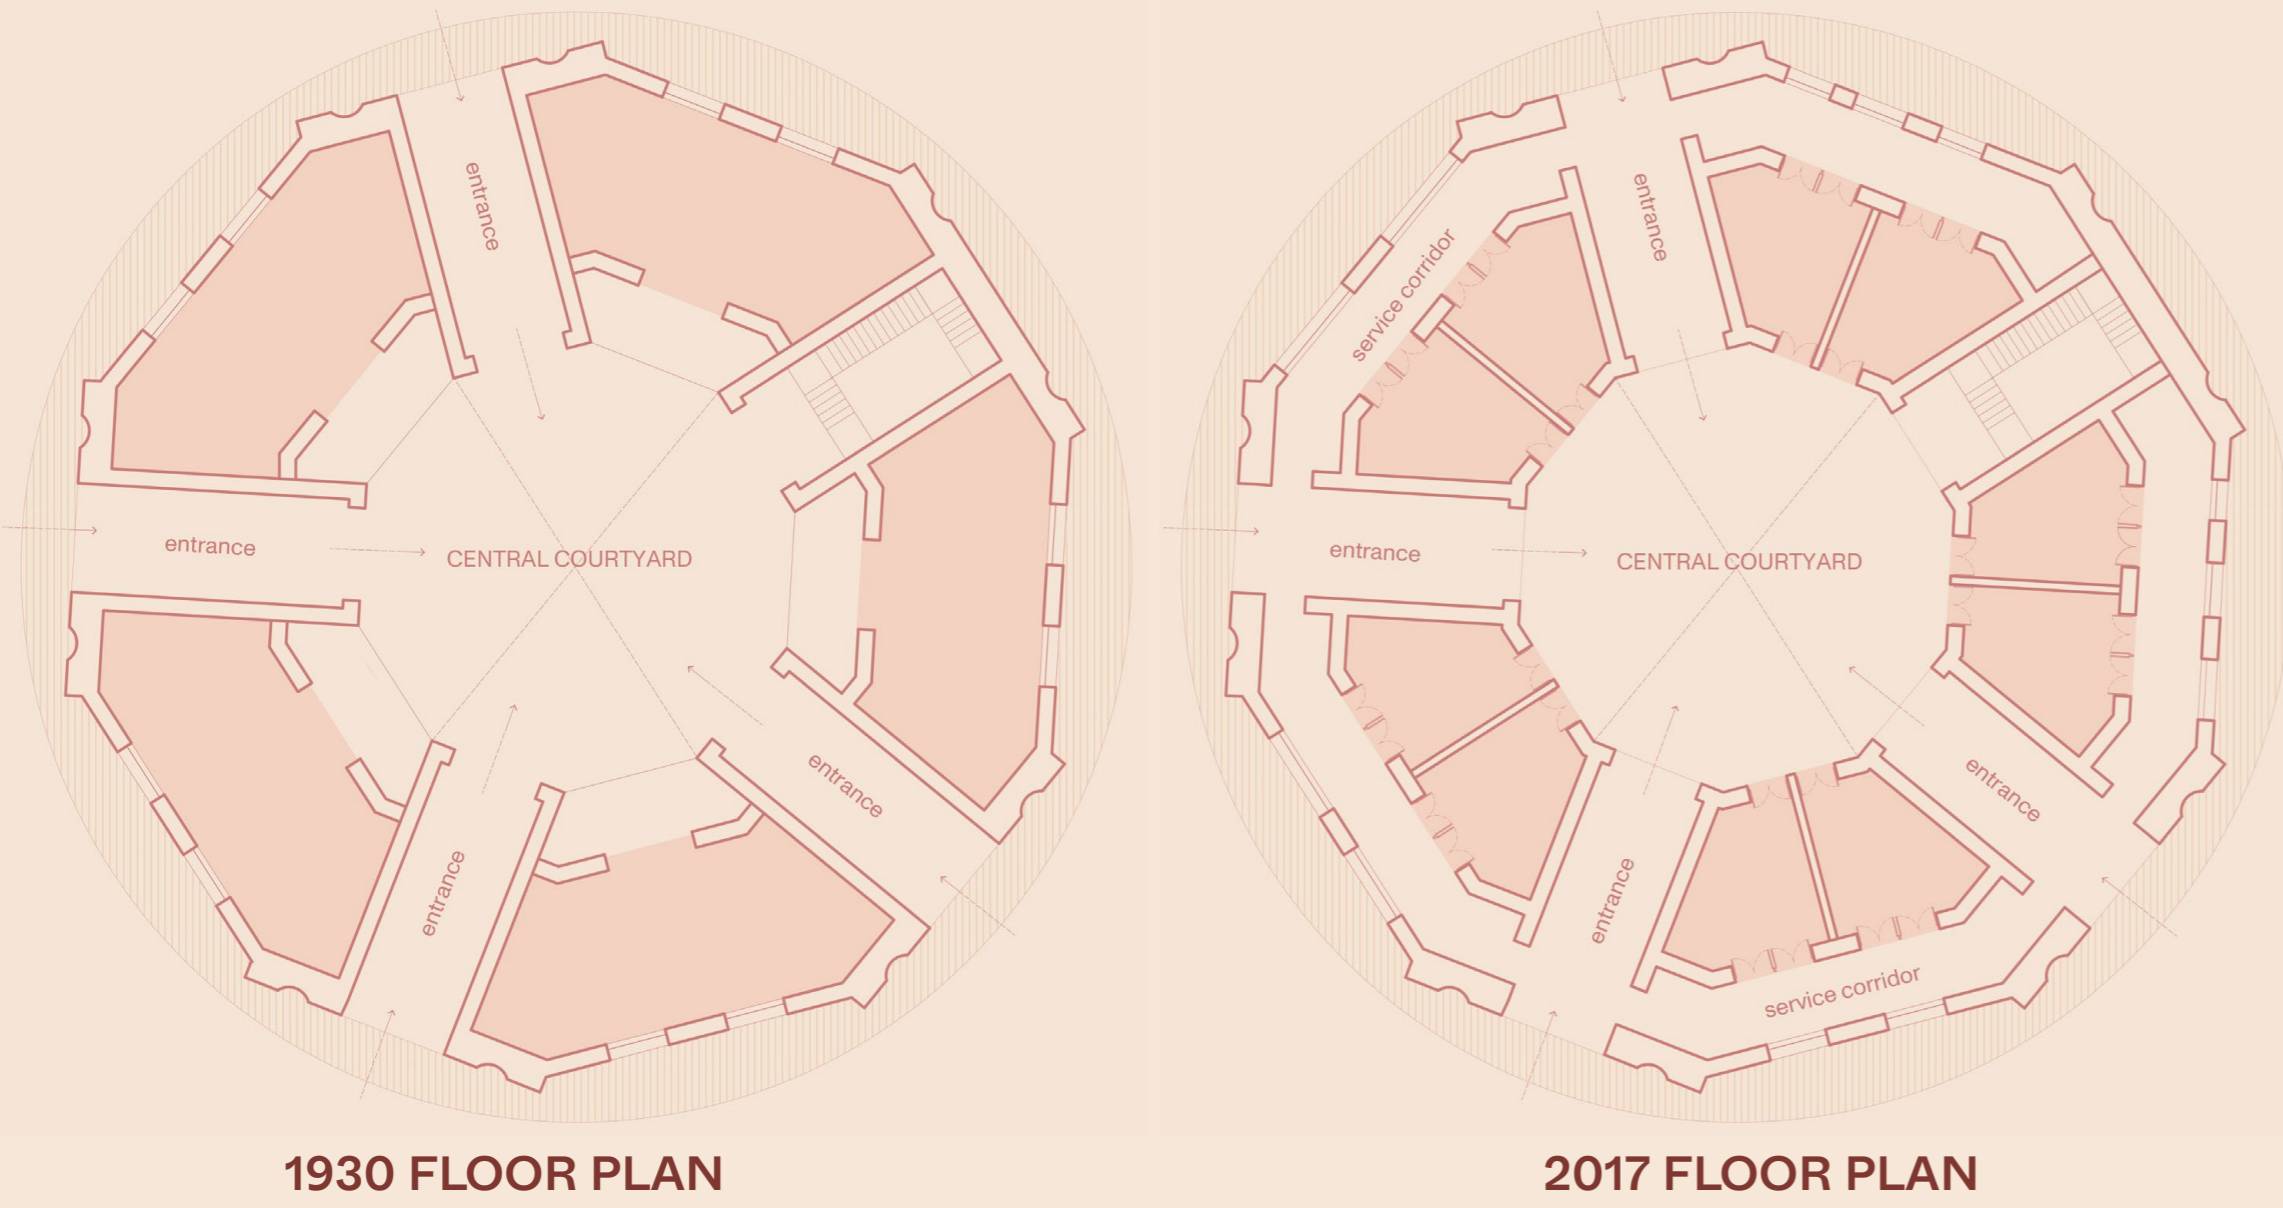 entrance
entrance
CENTRAL COURTYARD
entrance
entrance
1930 FLOOR PLAN
entrance
service corridor
entrance
CENTRAL COURTYARD
entrance
entrance
service corridor
2017 FLOOR PLAN